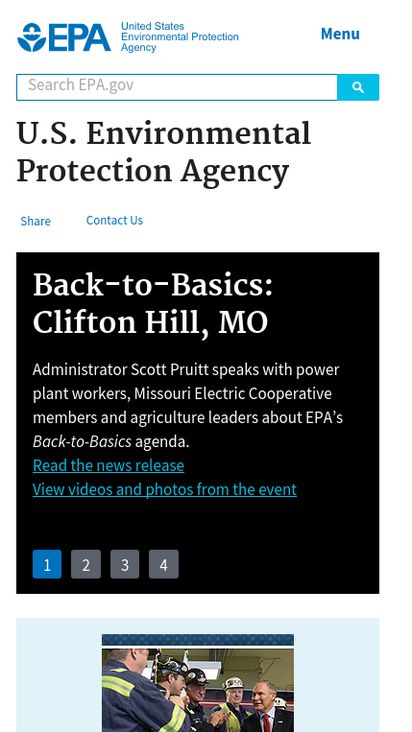 EPA
United States
Environmental Protection
Agency
Menu
Search EPA.gov
U.S. Environmental
Protection Agency
Share
Contact Us
Back-to-Basics:
Clifton Hill, MO
Administrator Scott Pruitt speaks with power
plant workers, Missouri Electric Cooperative
members and agriculture leaders about EPA’s
Back-to-Basics agenda.
Read the news release
View videos and photos from the event
1
2
3
4